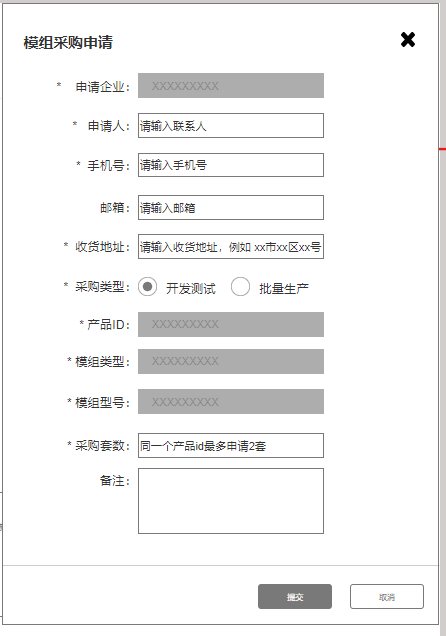 模组采购申请
* 申请企业: XXXXXXXXX
* 申请人: 请输入联系人
* 手机号: 请输入手机号
邮箱: 请输入邮箱
* 收货地址: 请输入收货地址，例如 xx市xx区xx号
* 采购类型: 开发测试 批量生产
* 产品ID: XXXXXXXXX
* 模组类型: XXXXXXXXX
* 模组型号: XXXXXXXXX
* 采购套数: 同一个产品id最多申请2套
备注:
提交 取消